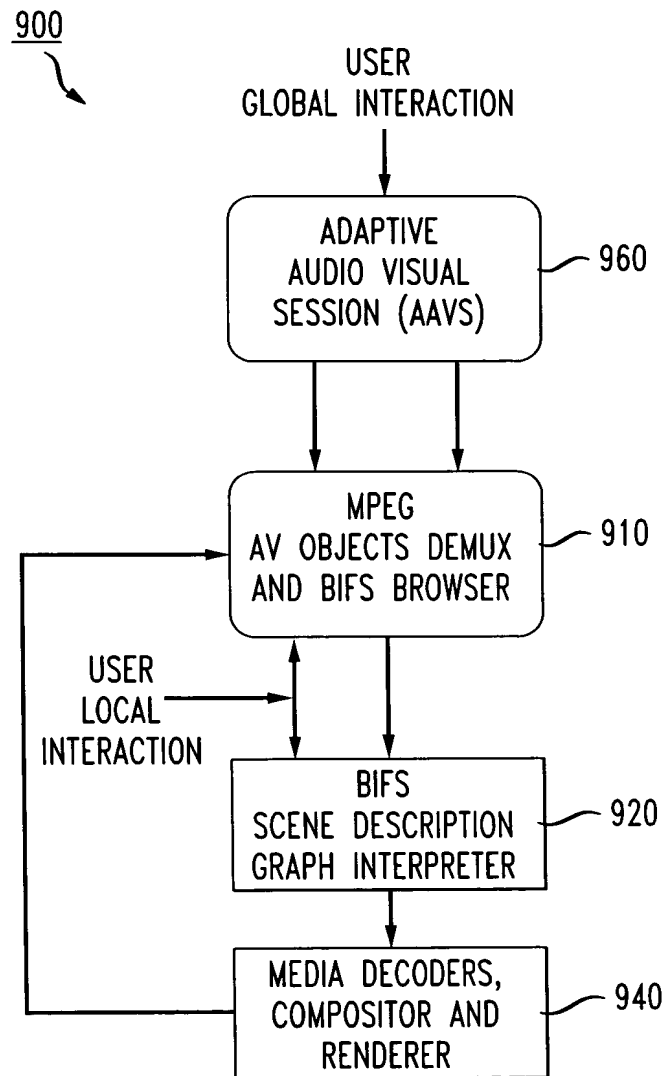 900
USER
GLOBAL INTERACTION
ADAPTIVE
AUDIO VISUAL
SESSION (AAVS)
960
MPEG
AV OBJECTS DEMUX
AND BIFS BROWSER
910
USER
LOCAL
INTERACTION
BIFS
SCENE DESCRIPTION
GRAPH INTERPRETER
920
MEDIA DECODERS,
COMPOSITOR AND
RENDERER
940